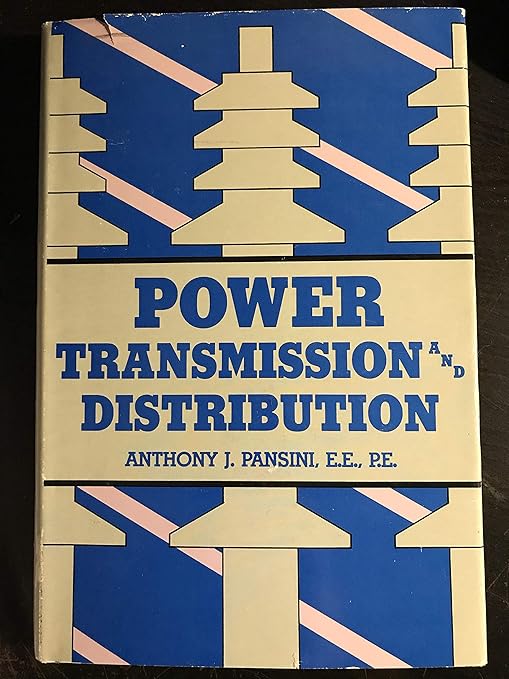 POWER
TRANSMISSION AND
DISTRIBUTION
ANTHONY J. PANSINI, E.E., P.E.